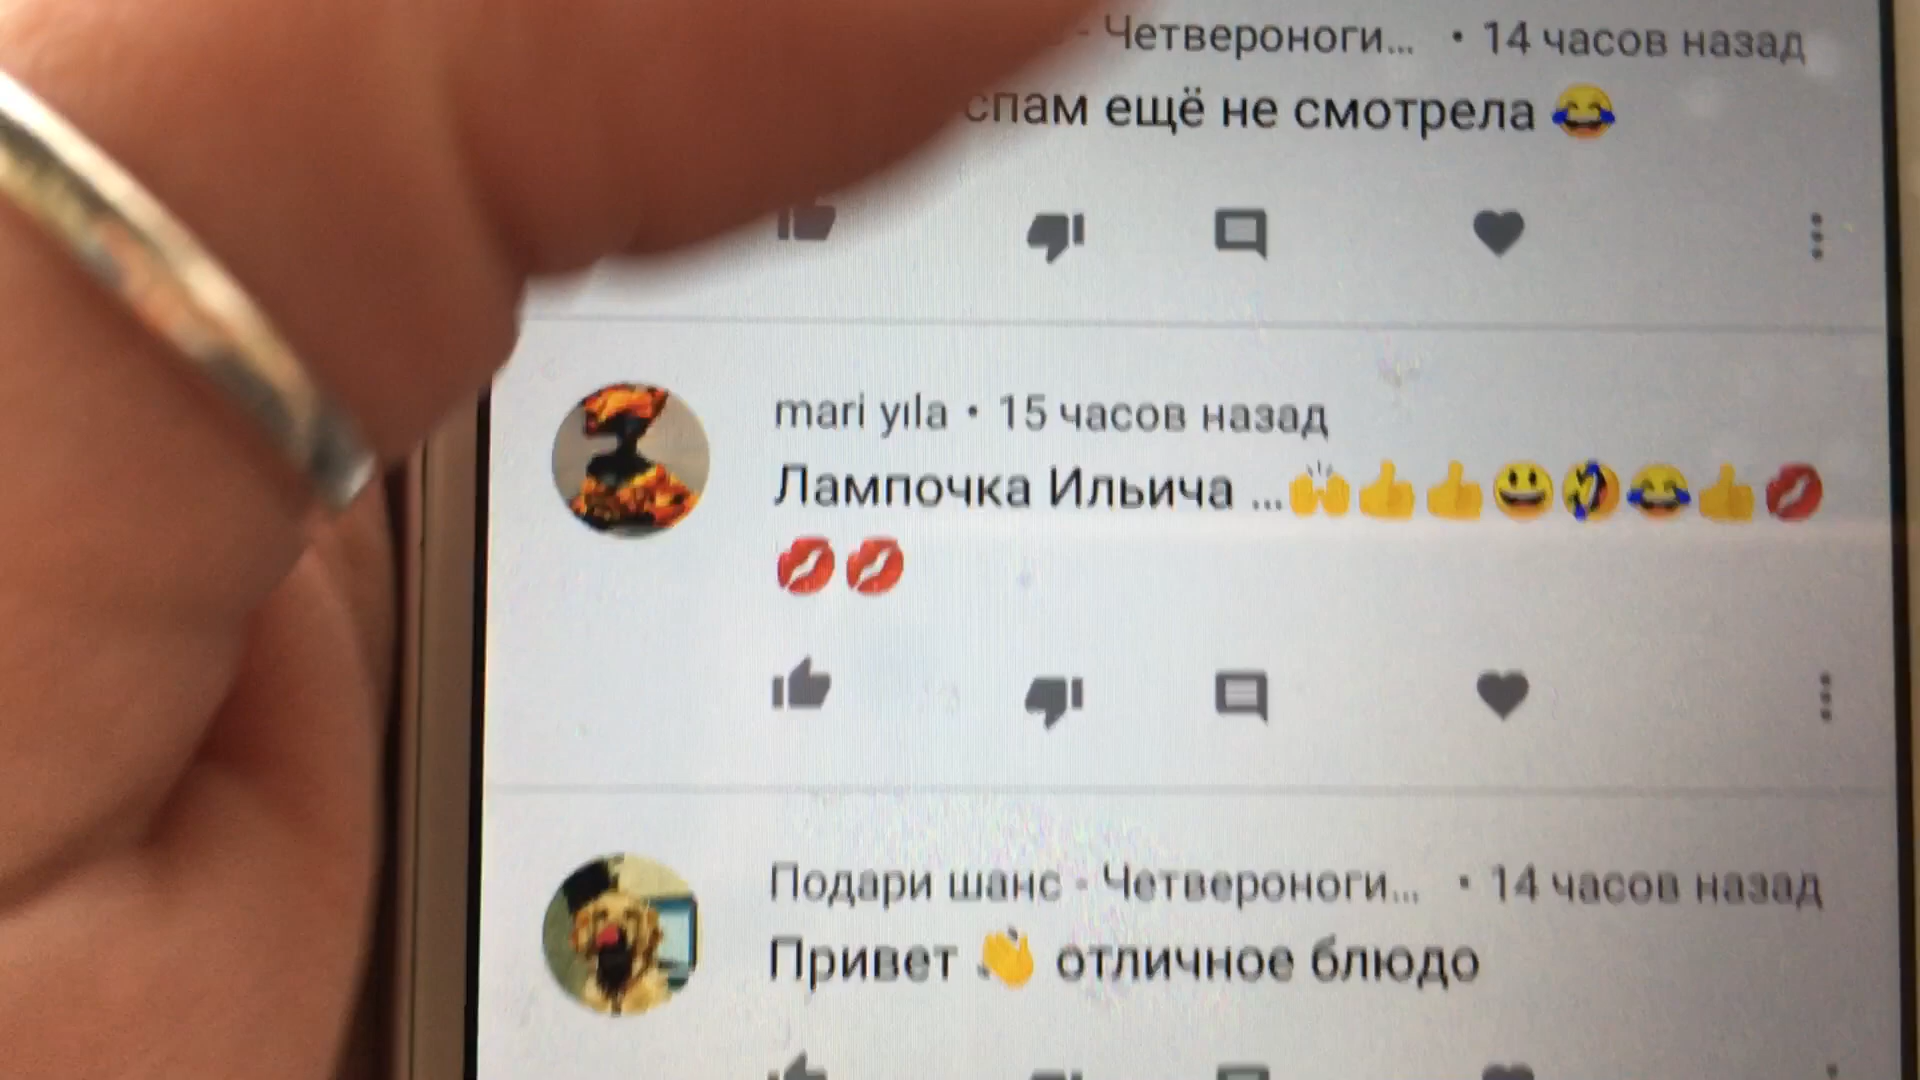 - Четвероноги... • 14 часов назад
спам ещё не смотрела 😂
mari yıla • 15 часов назад
Лампочка Ильича ...🙌👍👍😃🤣😂👍💋
💋💋
Подари шанс - Четвероноги... • 14 часов назад
Привет 👋 отличное блюдо